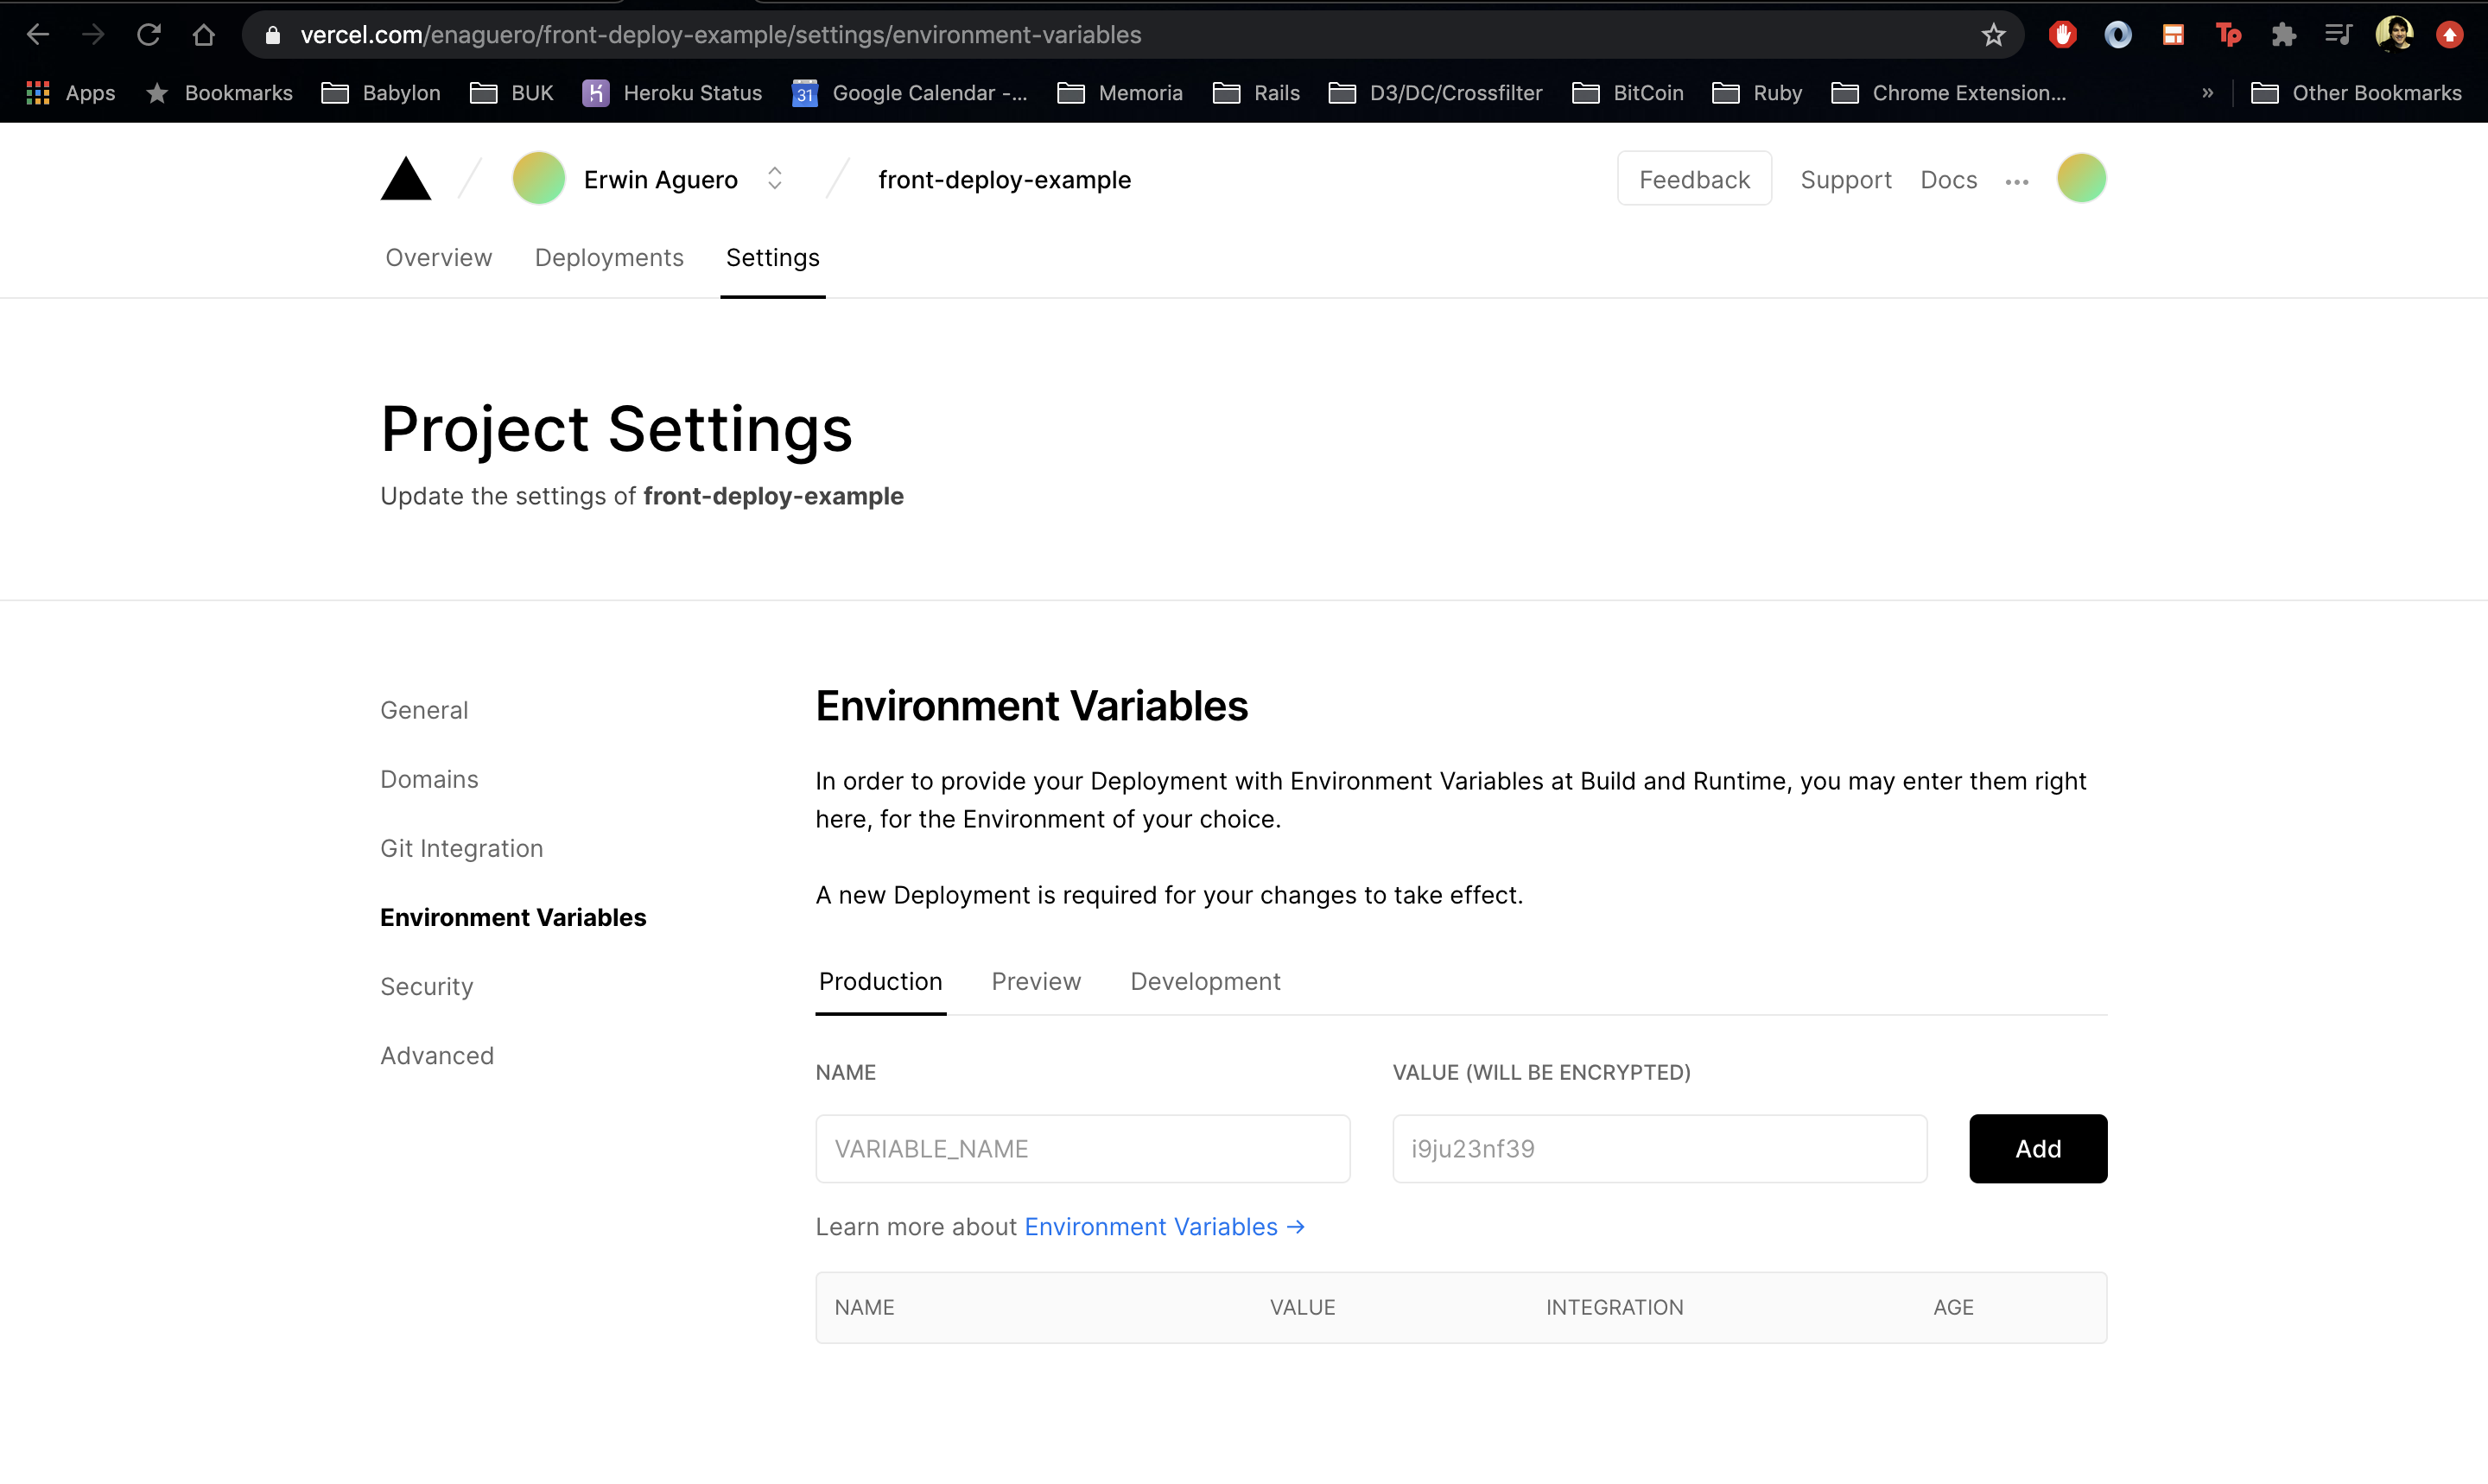 vercel.com/enaguero/front-deploy-example/settings/environment-variables
Apps Bookmarks Babylon BUK Heroku Status 31 Google Calendar -... Memoria Rails D3/DC/Crossfilter BitCoin Ruby Chrome Extension... » Other Bookmarks
Erwin Aguero front-deploy-example Feedback Support Docs
Overview Deployments Settings
Project Settings
Update the settings of front-deploy-example
General
Domains
Git Integration
Environment Variables
Security
Advanced
Environment Variables
In order to provide your Deployment with Environment Variables at Build and Runtime, you may enter them right
here, for the Environment of your choice.
A new Deployment is required for your changes to take effect.
Production Preview Development
NAME VALUE (WILL BE ENCRYPTED)
VARIABLE_NAME i9ju23nf39 Add
Learn more about Environment Variables →
NAME VALUE INTEGRATION AGE